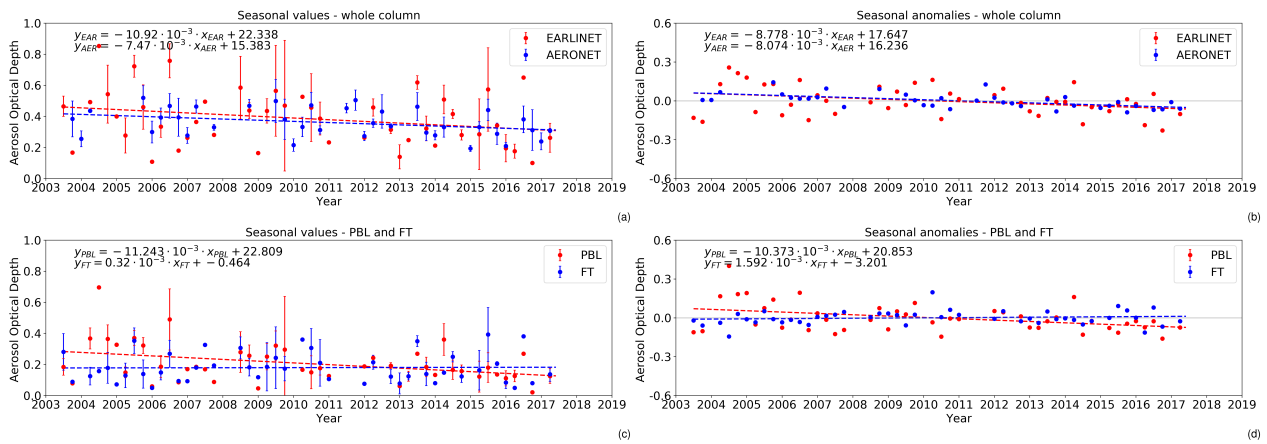 Seasonal values - whole column
y_EAR = −10.92·10⁻³·x_EAR + 22.338
y_AER = −7.47·10⁻³·x_AER + 15.383
EARLINET
AERONET
Aerosol Optical Depth
1.0
0.8
0.6
0.4
0.2
0.0
2003 2004 2005 2006 2007 2008 2009 2010 2011 2012 2013 2014 2015 2016 2017 2018 2019
Year
(a)
Seasonal anomalies - whole column
y_EAR = −8.778·10⁻³·x_EAR + 17.647
y_AER = −8.074·10⁻³·x_AER + 16.236
EARLINET
AERONET
Aerosol Optical Depth
0.6
0.3
0.0
-0.3
-0.6
2003 2004 2005 2006 2007 2008 2009 2010 2011 2012 2013 2014 2015 2016 2017 2018 2019
Year
(b)
Seasonal values - PBL and FT
y_PBL = −11.243·10⁻³·x_PBL + 22.809
y_FT = 0.32·10⁻³·x_FT + −0.464
PBL
FT
Aerosol Optical Depth
1.0
0.8
0.6
0.4
0.2
0.0
2003 2004 2005 2006 2007 2008 2009 2010 2011 2012 2013 2014 2015 2016 2017 2018 2019
Year
(c)
Seasonal anomalies - PBL and FT
y_PBL = −10.373·10⁻³·x_PBL + 20.853
y_FT = 1.592·10⁻³·x_FT + −3.201
PBL
FT
Aerosol Optical Depth
0.6
0.3
0.0
-0.3
-0.6
2003 2004 2005 2006 2007 2008 2009 2010 2011 2012 2013 2014 2015 2016 2017 2018 2019
Year
(d)